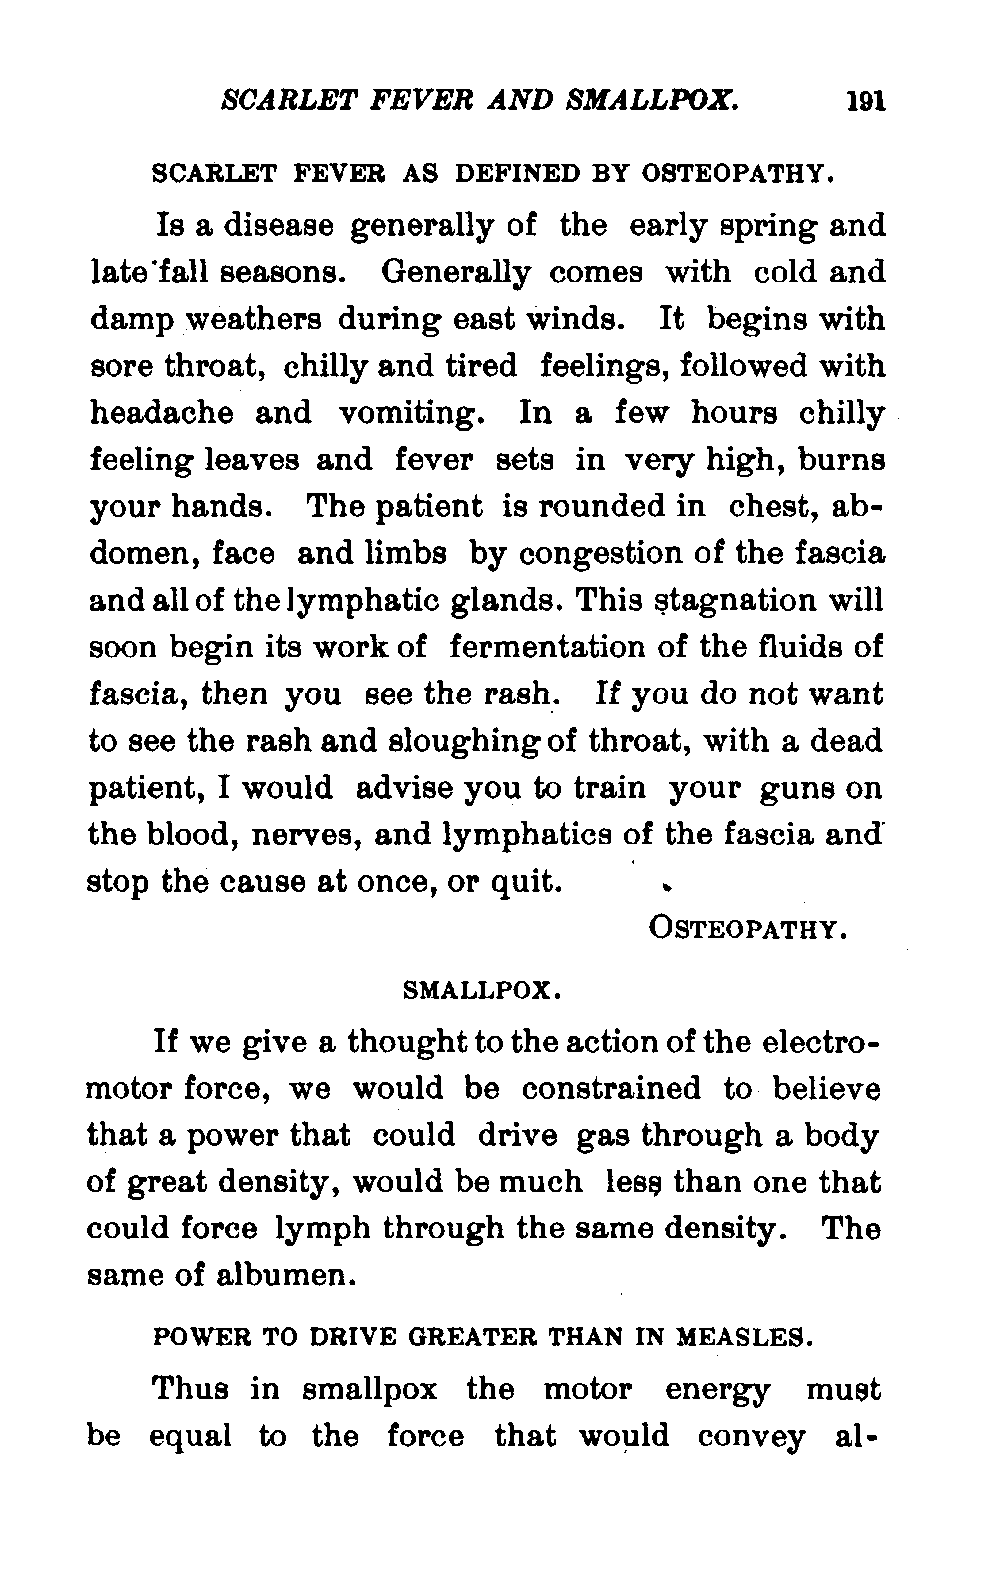 SCARLET FEVER AND SMALLPOX. 191
SCARLET FEVER AS DEFINED BY OSTEOPATHY.
Is a disease generally of the early spring and
late fall seasons. Generally comes with cold and
damp weathers during east winds. It begins with
sore throat, chilly and tired feelings, followed with
headache and vomiting. In a few hours chilly
feeling leaves and fever sets in very high, burns
your hands. The patient is rounded in chest, ab-
domen, face and limbs by congestion of the fascia
and all of the lymphatic glands. This stagnation will
soon begin its work of fermentation of the fluids of
fascia, then you see the rash. If you do not want
to see the rash and sloughing of throat, with a dead
patient, I would advise you to train your guns on
the blood, nerves, and lymphatics of the fascia and
stop the cause at once, or quit.
OSTEOPATHY.
SMALLPOX.
If we give a thought to the action of the electro-
motor force, we would be constrained to believe
that a power that could drive gas through a body
of great density, would be much less than one that
could force lymph through the same density. The
same of albumen.
POWER TO DRIVE GREATER THAN IN MEASLES.
Thus in smallpox the motor energy must
be equal to the force that would convey al-